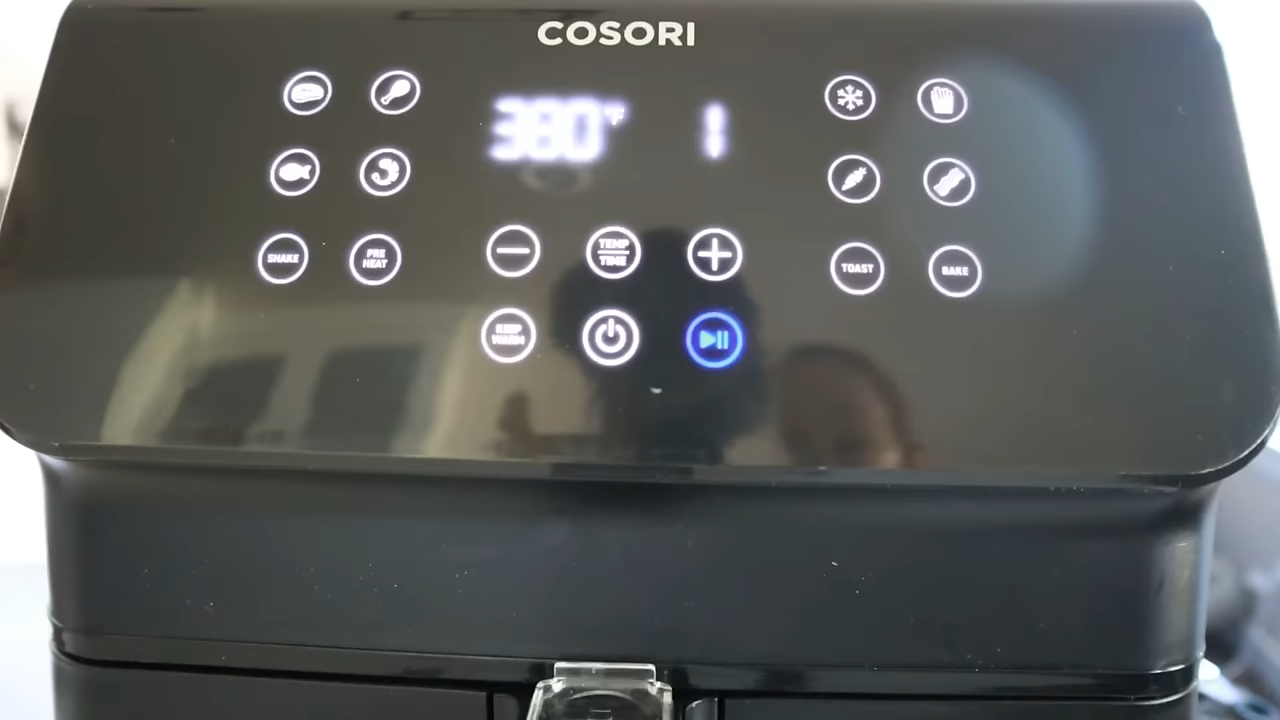 COSORI
380°F 1
SHAKE
PRE
HEAT
TEMP
TIME
KEEP
WARM
TOAST
BAKE